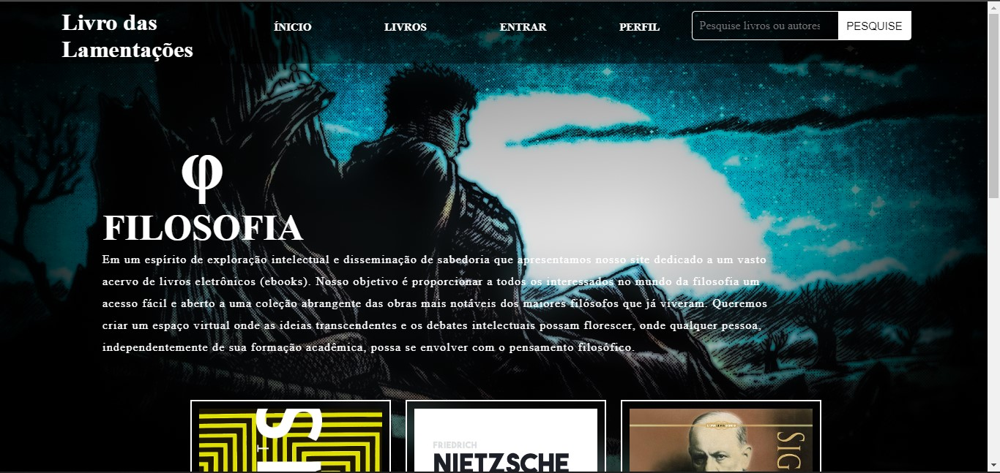 Livro das
Lamentações
ÍNICIO
LIVROS
ENTRAR
PERFIL
Pesquise livros ou autores
PESQUISE
φ
FILOSOFIA
Em um espírito de exploração intelectual e disseminação de sabedoria que apresentamos nosso site dedicado a um vasto
acervo de livros eletrônicos (ebooks). Nosso objetivo é proporcionar a todos os interessados no mundo da filosofia um
acesso fácil e aberto a uma coleção abrangente das obras mais notáveis dos maiores filósofos que já viveram. Queremos
criar um espaço virtual onde as ideias transcendentes e os debates intelectuais possam florescer, onde qualquer pessoa,
independentemente de sua formação acadêmica, possa se envolver com o pensamento filosófico.
FRIEDRICH
NIETZSCHE
SIG